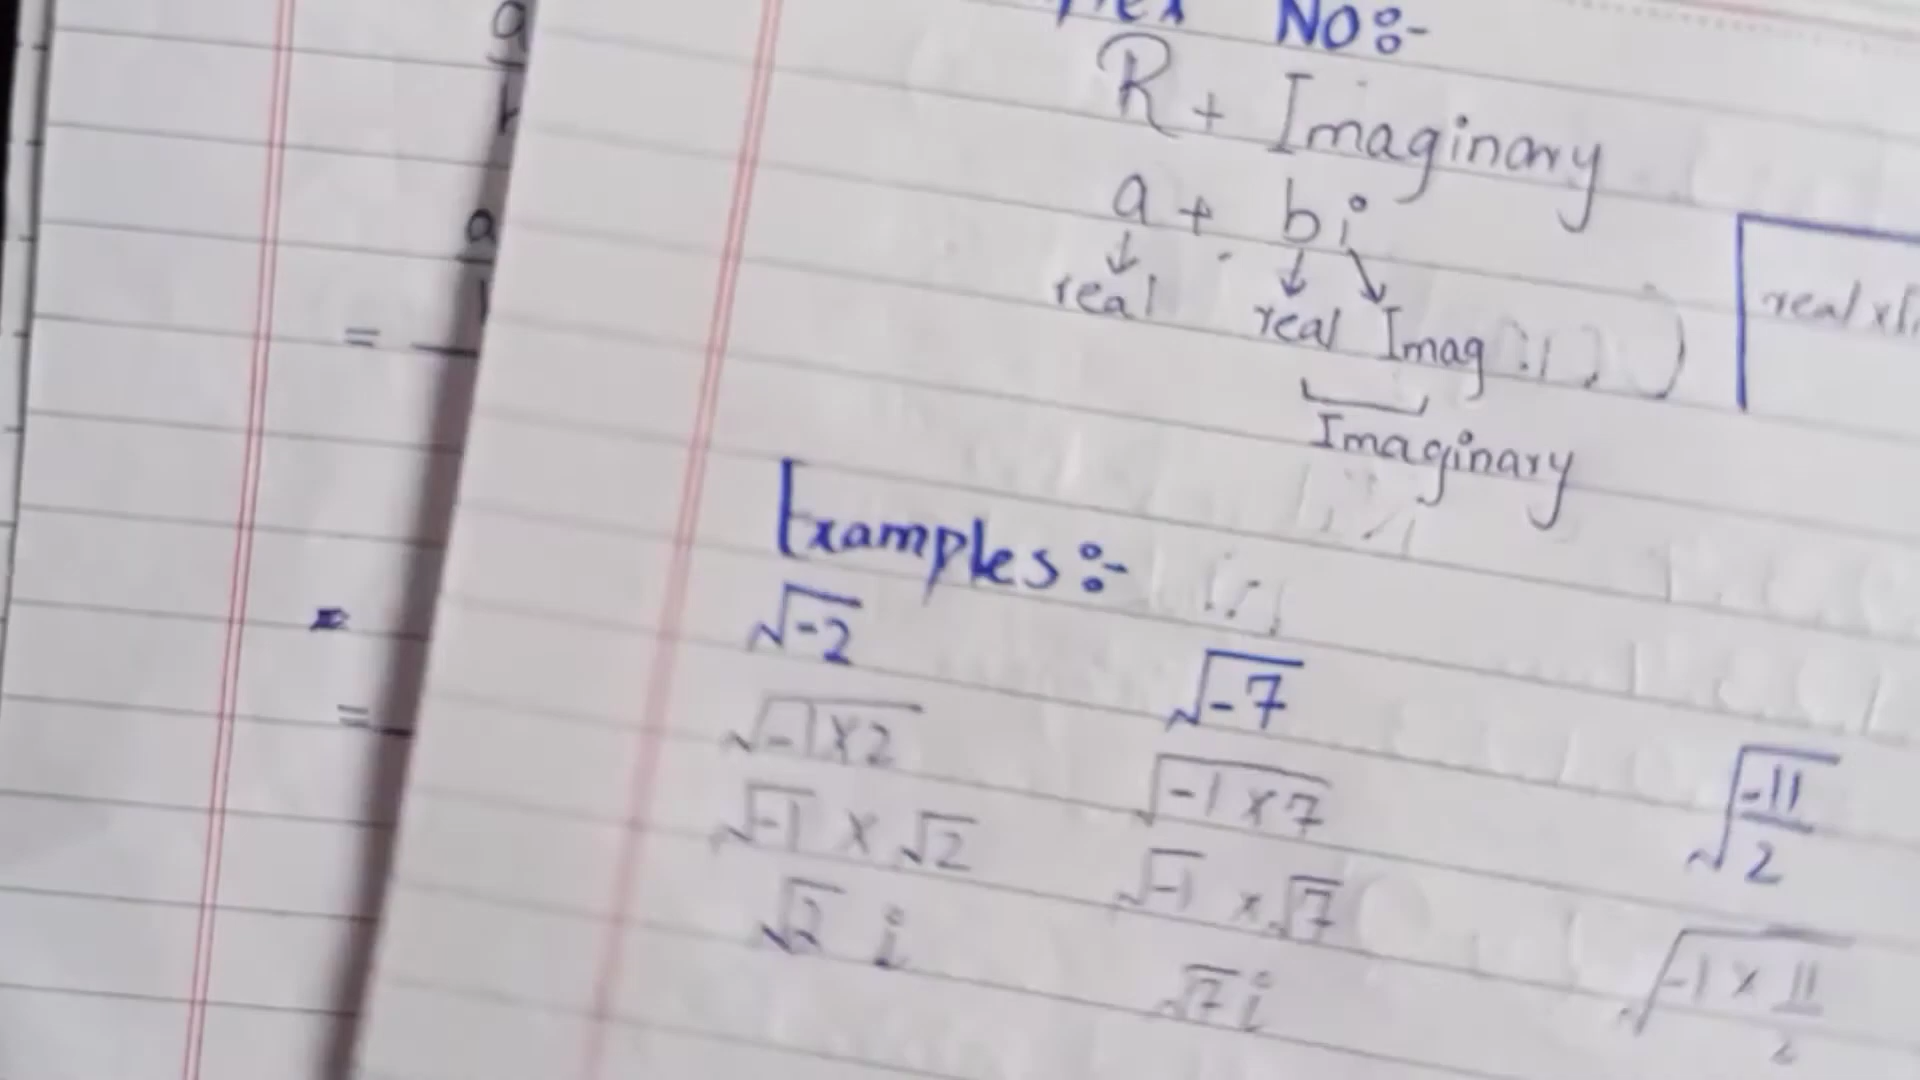 No:-
R + Imaginary
a + bi
real real Imag
real x
Imaginary
Examples:-
√-2 √-7 √-11/2
√-1x2 √-1x7 √-1 x 11/2
√-1 x √2 √-1 x √7
√2 i √7 i
a
a
=
=
=